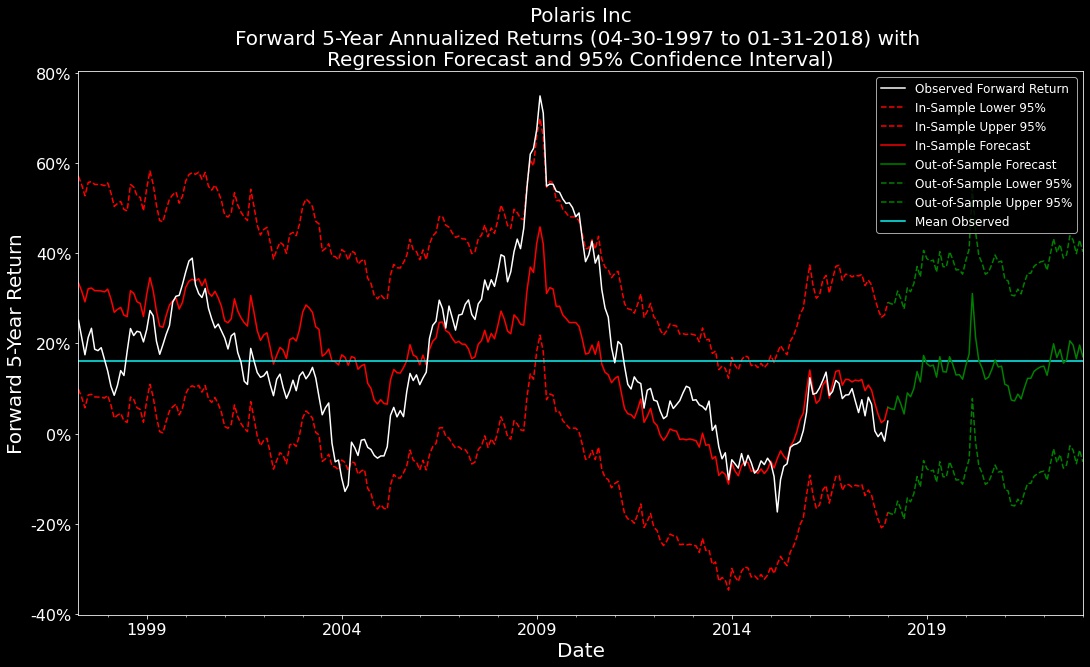 Polaris Inc
Forward 5-Year Annualized Returns (04-30-1997 to 01-31-2018) with
Regression Forecast and 95% Confidence Interval)
80%
60%
40%
20%
0%
-20%
-40%
Forward 5-Year Return
Observed Forward Return
In-Sample Lower 95%
In-Sample Upper 95%
In-Sample Forecast
Out-of-Sample Forecast
Out-of-Sample Lower 95%
Out-of-Sample Upper 95%
Mean Observed
1999
2004
2009
2014
2019
Date